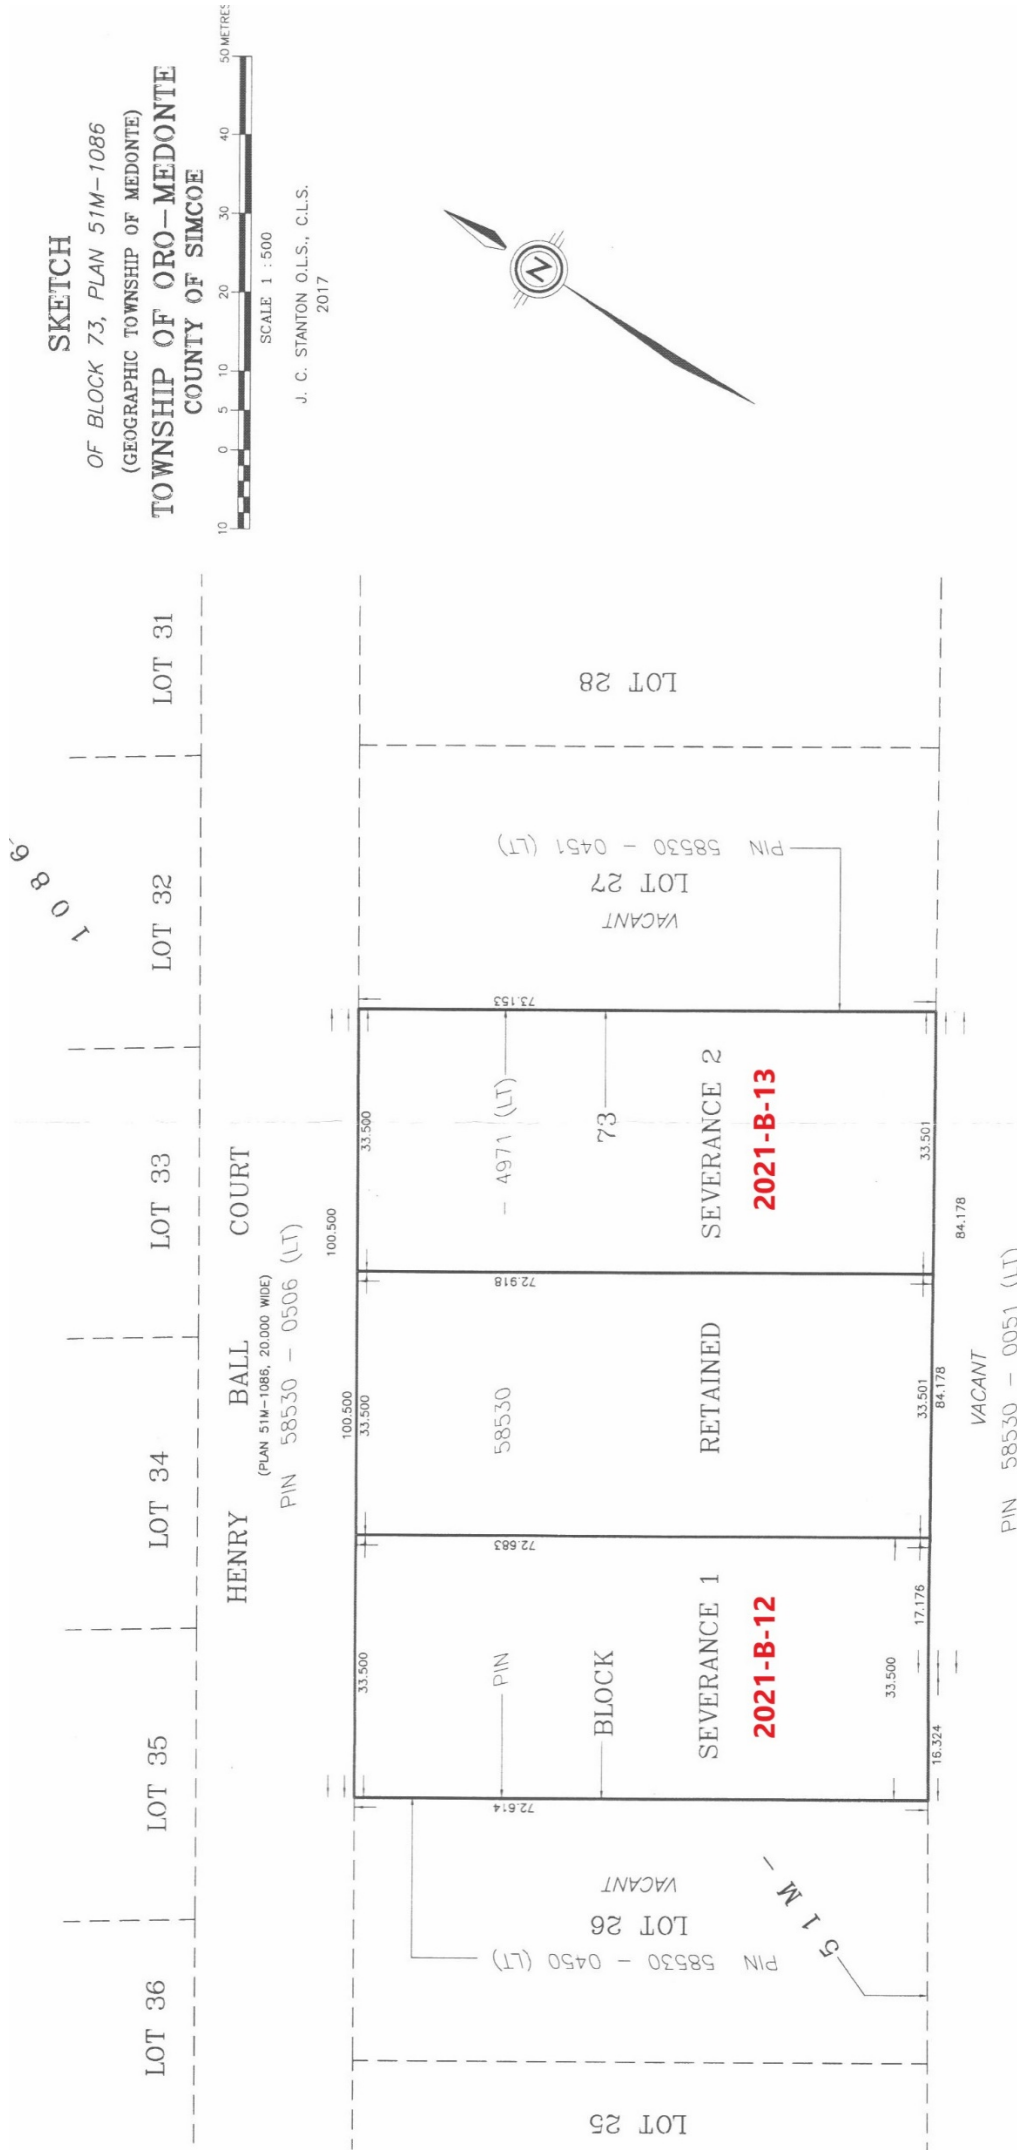 SKETCH
OF BLOCK 73, PLAN 51M-1086
(GEOGRAPHIC TOWNSHIP OF MEDONTE)
TOWNSHIP OF ORO-MEDONTE
COUNTY OF SIMCOE
10 0 5 10 20 30 40 50 METRES
SCALE 1 : 500
J. C. STANTON O.L.S., C.L.S.
2017
N
LOT 36
LOT 35
LOT 34
LOT 33
LOT 32
LOT 31
1086
HENRY BALL COURT
(PLAN 51M-1086, 20.000 WIDE)
PIN 58530 - 0506 (LT)
100.500
100.500
33.500
33.500
33.500
72.614
72.683
72.918
73.153
PIN 58530 - 4971 (LT)
BLOCK 73
SEVERANCE 1
2021-B-12
RETAINED
SEVERANCE 2
2021-B-13
33.500
16.324
17.176
33.501
33.501
84.178
84.178
VACANT
PIN 58530 - 0051 (LT)
LOT 25
PIN 58530 - 0450 (LT)
LOT 26
VACANT
51M-
VACANT
LOT 27
PIN 58530 - 0451 (LT)
LOT 28